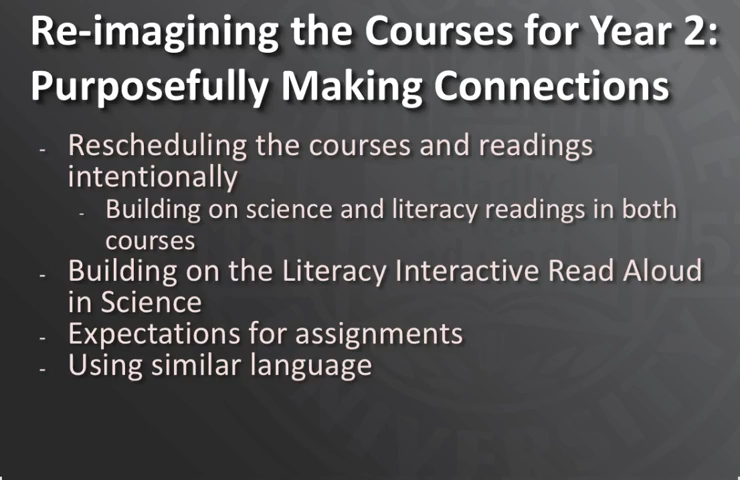 Re-imagining the Courses for Year 2:
Purposefully Making Connections
- Rescheduling the courses and readings
intentionally
- Building on science and literacy readings in both
courses
- Building on the Literacy Interactive Read Aloud
in Science
- Expectations for assignments
- Using similar language